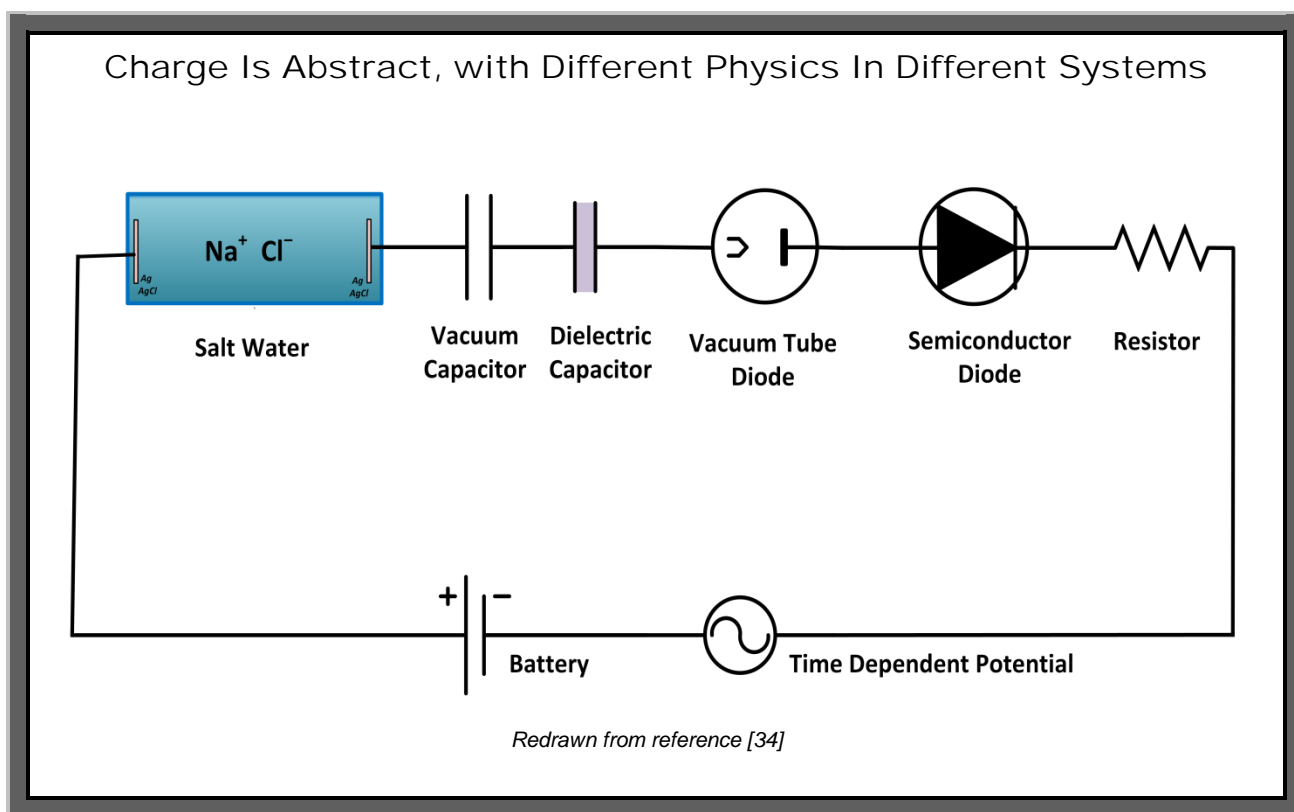 Charge Is Abstract, with Different Physics In Different Systems
Na⁺ Cl⁻
Ag
AgCl
Ag
AgCl
Salt Water
Vacuum
Capacitor
Dielectric
Capacitor
Vacuum Tube
Diode
Semiconductor
Diode
Resistor
+ −
Battery
Time Dependent Potential
Redrawn from reference [34]